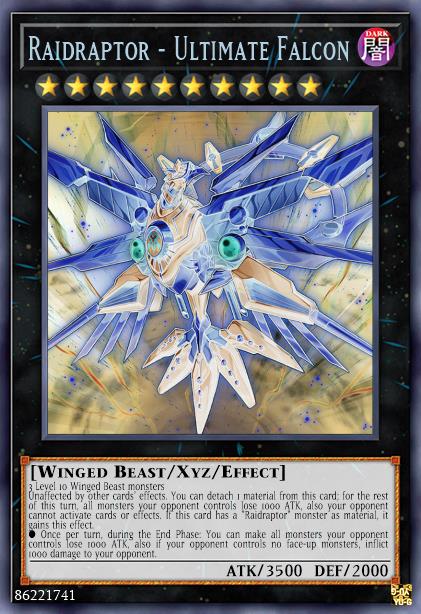 Raidraptor - Ultimate Falcon
DARK
闇
[Winged Beast/Xyz/Effect]
3 Level 10 Winged Beast monsters
Unaffected by other cards' effects. You can detach 1 material from this card; for the rest
of this turn, all monsters your opponent controls lose 1000 ATK, also your opponent
cannot activate cards or effects. If this card has a "Raidraptor" monster as material, it
gains this effect.
● Once per turn, during the End Phase: You can make all monsters your opponent
controls lose 1000 ATK, also if your opponent controls no face-up monsters, inflict
1000 damage to your opponent.
ATK/3500 DEF/2000
86221741